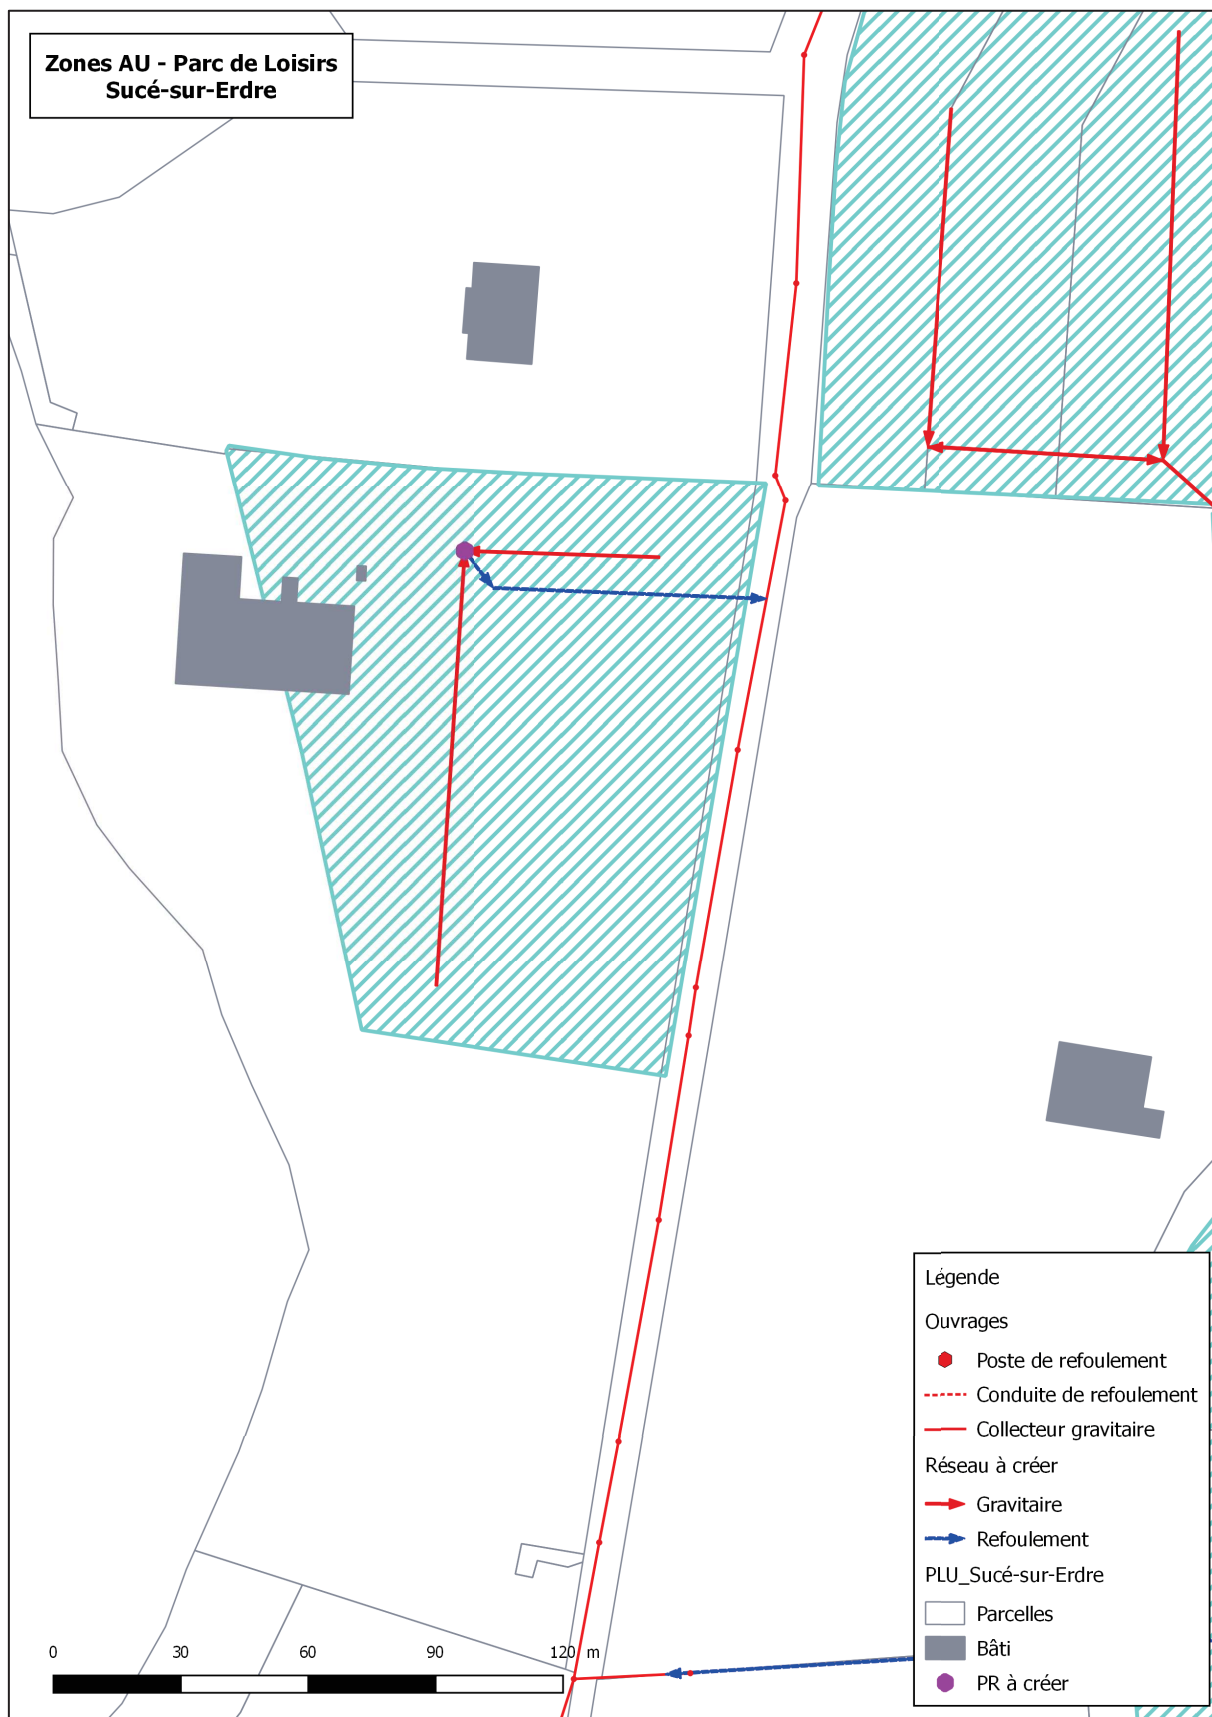 Zones AU - Parc de Loisirs
Sucé-sur-Erdre
Légende
Ouvrages
Poste de refoulement
Conduite de refoulement
Collecteur gravitaire
Réseau à créer
Gravitaire
Refoulement
PLU_Sucé-sur-Erdre
Parcelles
Bâti
PR à créer
0 30 60 90 120 m